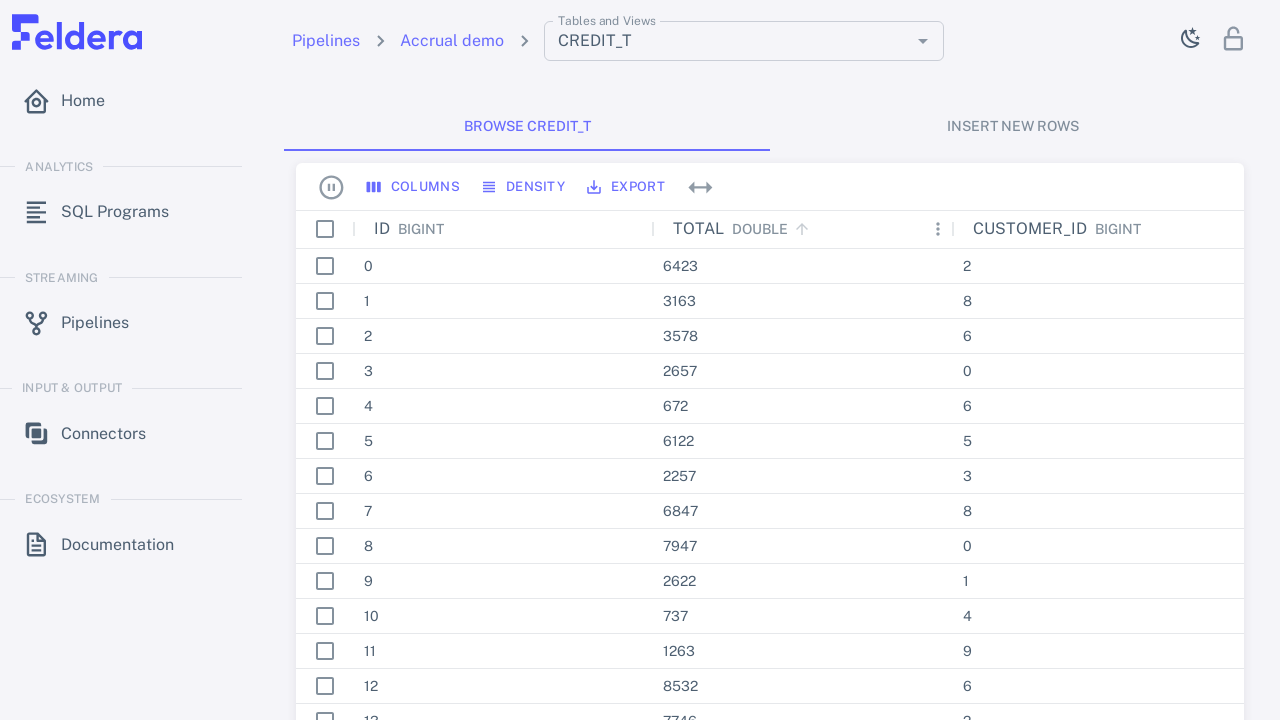 Feldera
Pipelines
Accrual demo
Tables and Views
CREDIT_T
Home
ANALYTICS
SQL Programs
STREAMING
Pipelines
INPUT & OUTPUT
Connectors
ECOSYSTEM
Documentation
BROWSE CREDIT_T
INSERT NEW ROWS
COLUMNS DENSITY EXPORT
ID BIGINT TOTAL DOUBLE CUSTOMER_ID BIGINT
0 6423 2
1 3163 8
2 3578 6
3 2657 0
4 672 6
5 6122 5
6 2257 3
7 6847 8
8 7947 0
9 2622 1
10 737 4
11 1263 9
12 8532 6